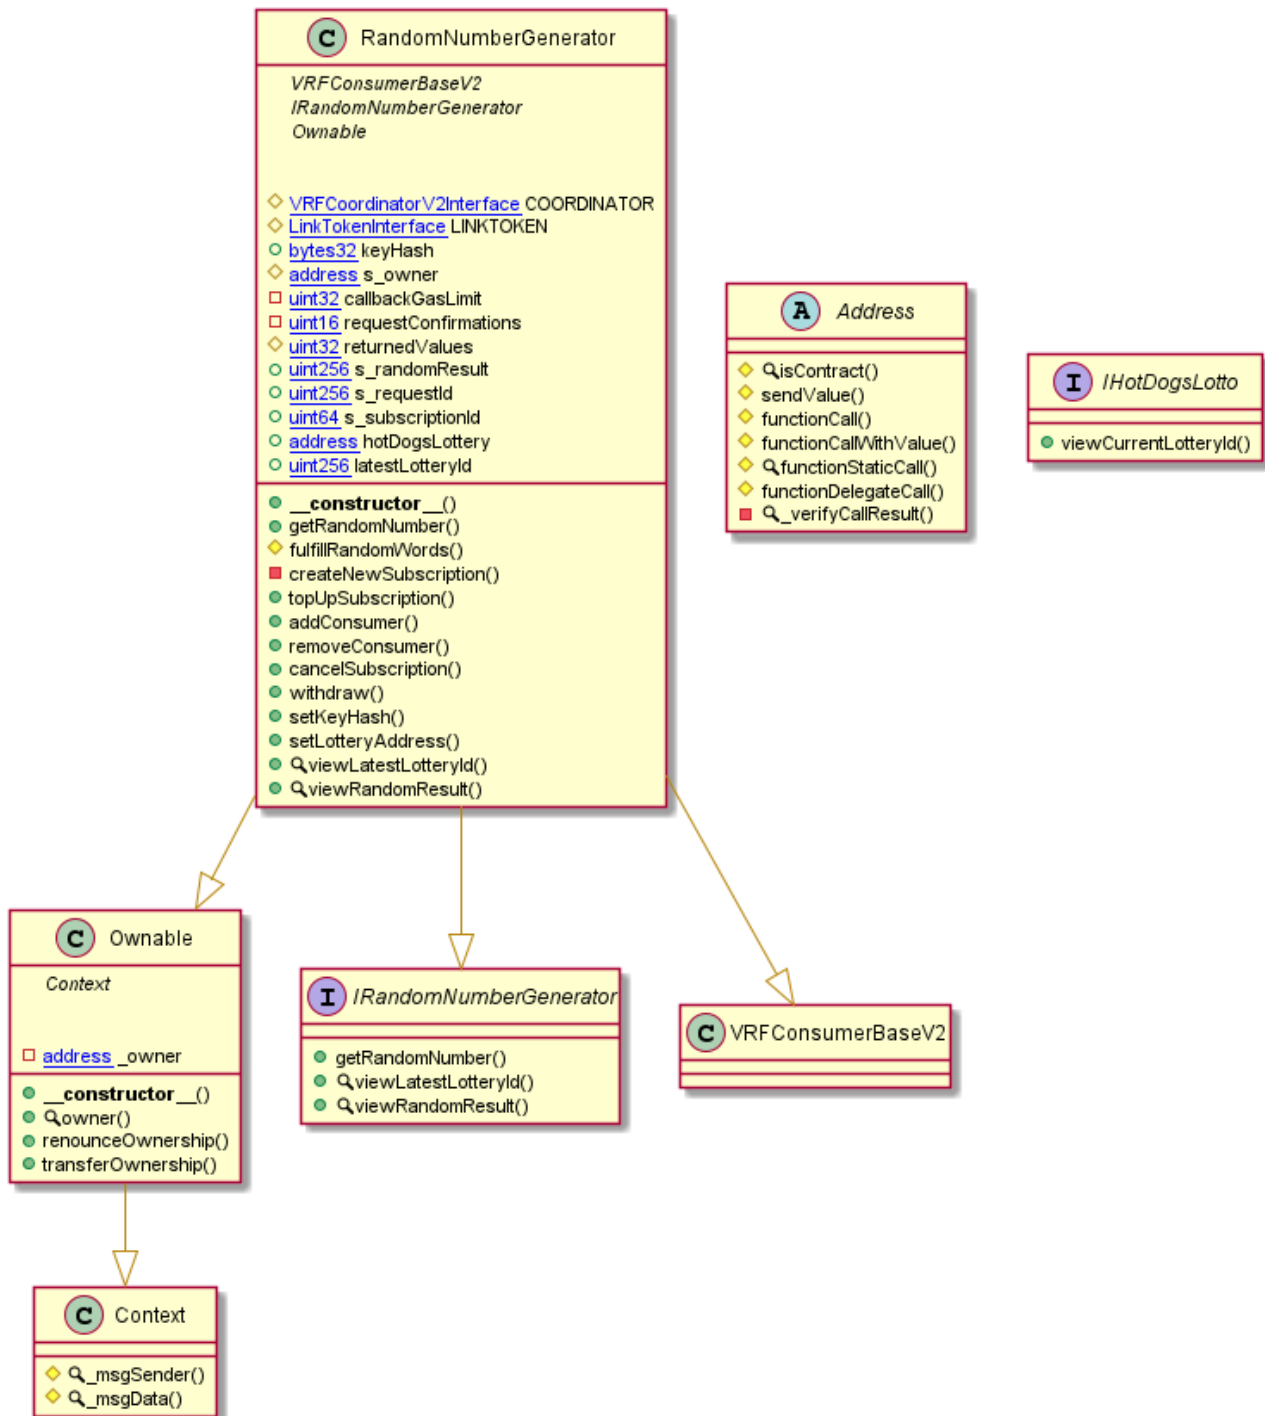 C RandomNumberGenerator
VRFConsumerBaseV2
IRandomNumberGenerator
Ownable
VRFCoordinatorV2Interface COORDINATOR
LinkTokenInterface LINKTOKEN
bytes32 keyHash
address s_owner
uint32 callbackGasLimit
uint16 requestConfirmations
uint32 returnedValues
uint256 s_randomResult
uint256 s_requestId
uint64 s_subscriptionId
address hotDogsLottery
uint256 latestLotteryId
__constructor__()
getRandomNumber()
fulfillRandomWords()
createNewSubscription()
topUpSubscription()
addConsumer()
removeConsumer()
cancelSubscription()
withdraw()
setKeyHash()
setLotteryAddress()
viewLatestLotteryId()
viewRandomResult()
A Address
isContract()
sendValue()
functionCall()
functionCallWithValue()
functionStaticCall()
functionDelegateCall()
_verifyCallResult()
I IHotDogsLotto
viewCurrentLotteryId()
C Ownable
Context
address _owner
__constructor__()
owner()
renounceOwnership()
transferOwnership()
I IRandomNumberGenerator
getRandomNumber()
viewLatestLotteryId()
viewRandomResult()
C VRFConsumerBaseV2
C Context
_msgSender()
_msgData()